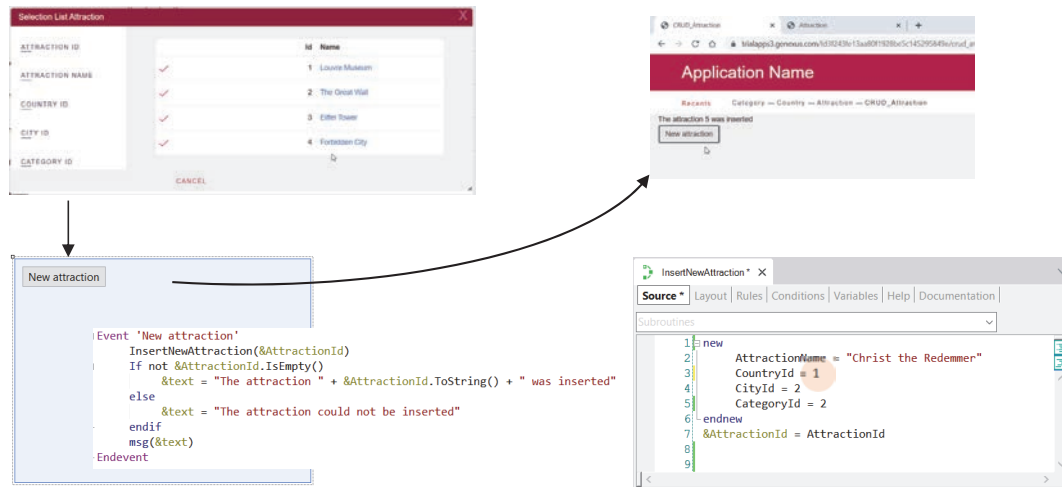 Selection List Attraction X
ATTRACTION ID
ATTRACTION NAME
COUNTRY ID
CITY ID
CATEGORY ID
Id Name
1 Louvre Museum
2 The Great Wall
3 Eiffel Tower
4 Forbidden City
CANCEL
CRUD_Attraction × Attraction × +
Application Name
Recents Category — Country — Attraction — CRUD_Attraction
The attraction 5 was inserted
New attraction
New attraction
Event 'New attraction'
InsertNewAttraction(&AttractionId)
If not &AttractionId.IsEmpty()
&text = "The attraction " + &AttractionId.ToString() + " was inserted"
else
&text = "The attraction could not be inserted"
endif
msg(&text)
Endevent
InsertNewAttraction * X
Source * Layout Rules Conditions Variables Help Documentation
Subroutines
1 new
2 AttractionName = "Christ the Redemmer"
3 CountryId = 1
4 CityId = 2
5 CategoryId = 2
6 endnew
7 &AttractionId = AttractionId
8
9